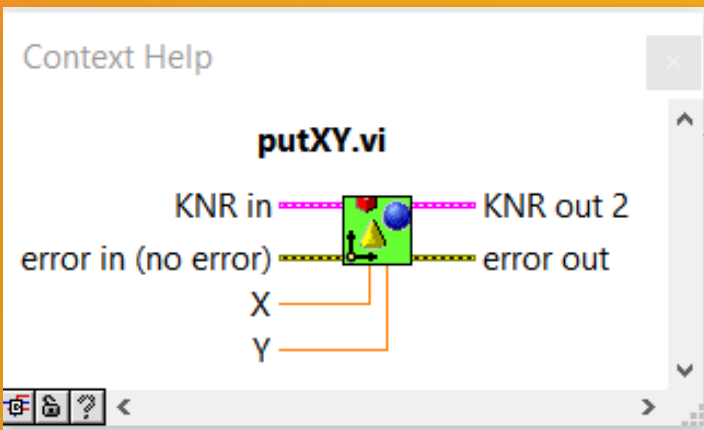 Context Help
putXY.vi
KNR in KNR out 2
error in (no error) error out
X
Y
?